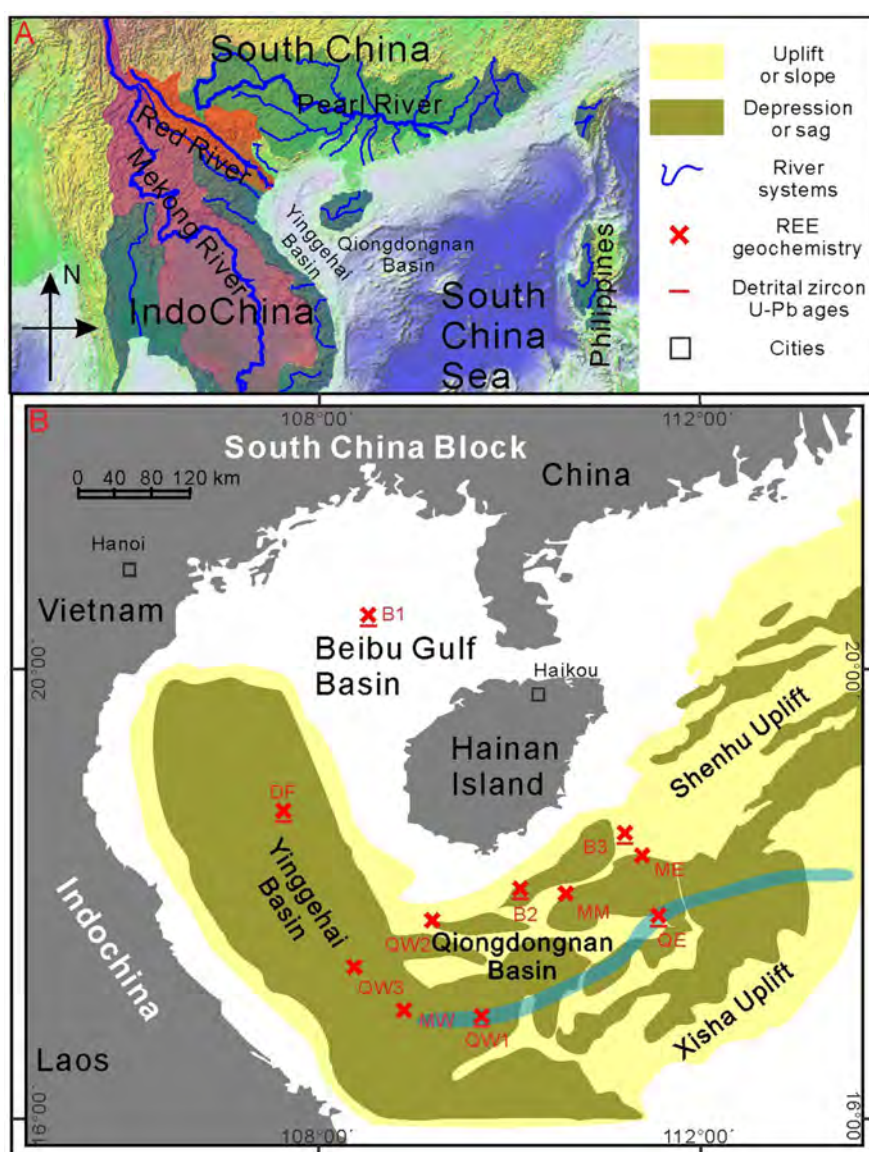 A
South China
Pearl River
Red River
Mekong River
Yinggehai
Basin
Qiongdongnan
Basin
N
IndoChina
South
China
Sea
Philippines
Uplift
or slope
Depression
or sag
River
systems
REE
geochemistry
Detrital zircon
U-Pb ages
Cities
B
108°00′
112°00′
South China Block
0 40 60 120 km
China
Hanoi
Vietnam
B1
Beibu Gulf
Basin
20°00′
20°00′
Haikou
Hainan
Island
Shenhu Uplift
DF
Yinggehai
Basin
B3
ME
B2
MM
QW2
Qiongdongnan
Basin
QE
Indochina
QW3
MW
QW1
Xisha Uplift
Laos
16°00′
16°00′
108°00′
112°00′